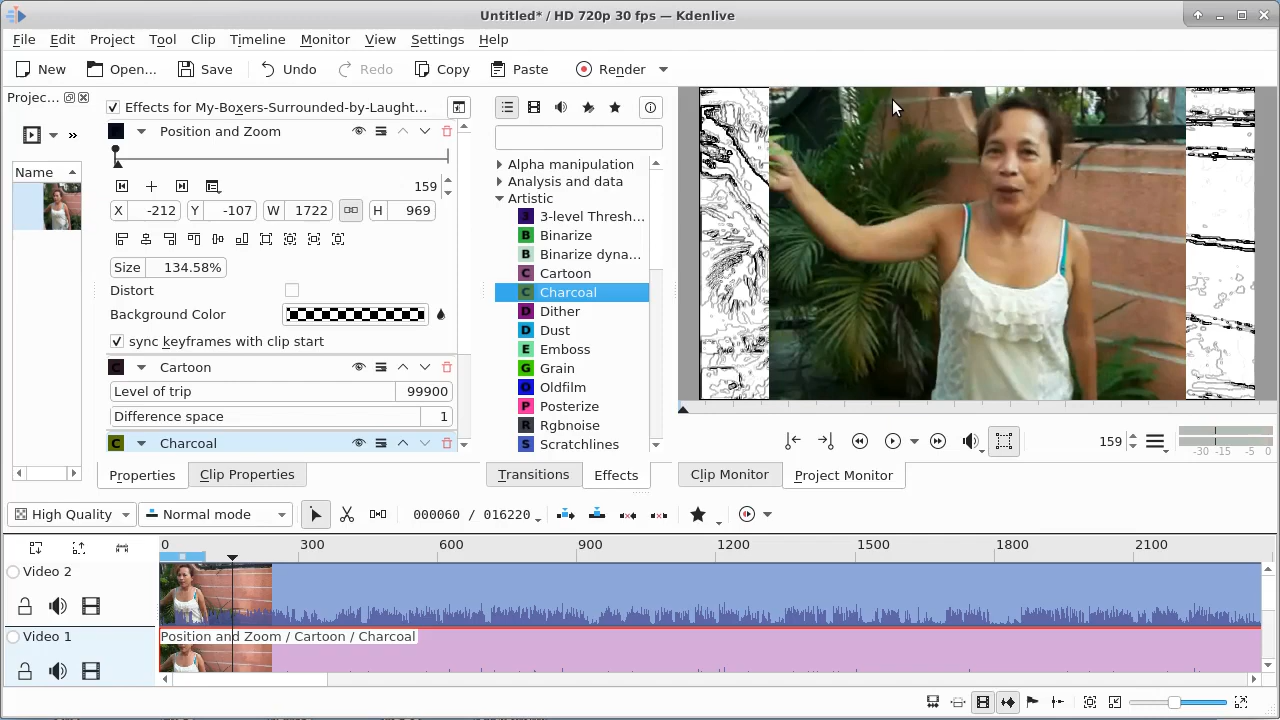 Untitled* / HD 720p 30 fps — Kdenlive
File Edit Project Tool Clip Timeline Monitor View Settings Help
New Open... Save Undo Redo Copy Paste Render
Projec...
Name
Effects for My-Boxers-Surrounded-by-Laught...
Position and Zoom
159
X -212 Y -107 W 1722 H 969
Size 134.58%
Distort
Background Color
sync keyframes with clip start
Cartoon
Level of trip 99900
Difference space 1
C Charcoal
Properties Clip Properties
Alpha manipulation
Analysis and data
Artistic
3 3-level Thresh...
B Binarize
B Binarize dyna...
C Cartoon
C Charcoal
D Dither
D Dust
E Emboss
G Grain
O Oldfilm
P Posterize
R Rgbnoise
S Scratchlines
Transitions Effects
159
-30 -15 -5 0
Clip Monitor Project Monitor
High Quality Normal mode 000060 / 016220
0 300 600 900 1200 1500 1800 2100
Video 2
Video 1
Position and Zoom / Cartoon / Charcoal